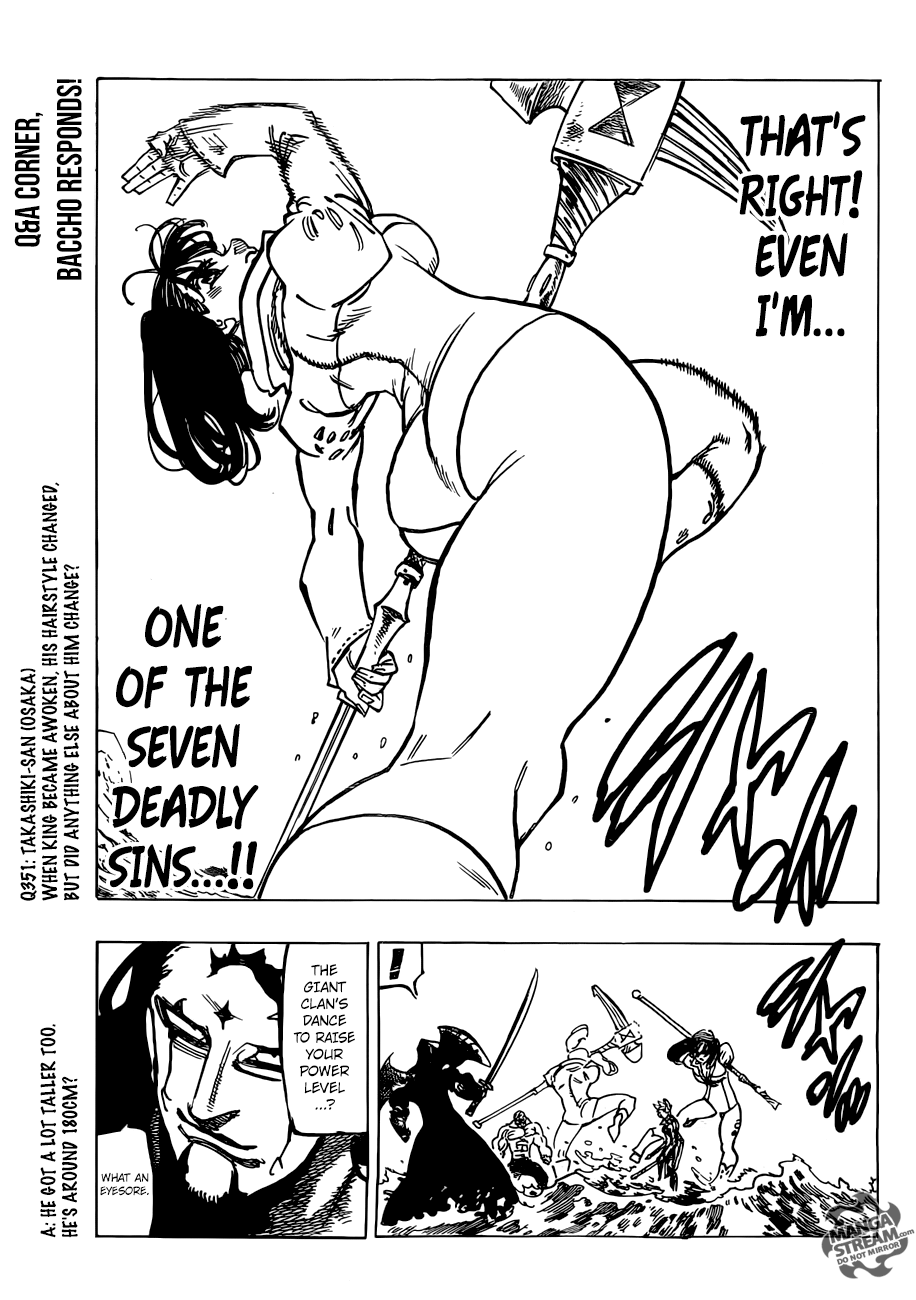 Q&A CORNER,
BACCHO RESPONDS!
THAT'S
RIGHT!
EVEN
I'M...
ONE
OF THE
SEVEN
DEADLY
SINS...!!
Q351: TAKASHIKI-SAN (OSAKA)
WHEN KING BECAME AWOKEN, HIS HAIRSTYLE CHANGED,
BUT DID ANYTHING ELSE ABOUT HIM CHANGE?
!
THE
GIANT
CLAN'S
DANCE
TO RAISE
YOUR
POWER
LEVEL
...?
WHAT AN
EYESORE.
A: HE GOT A LOT TALLER TOO.
HE'S AROUND 180CM?
MANGA
STREAM.com
DO NOT MIRROR